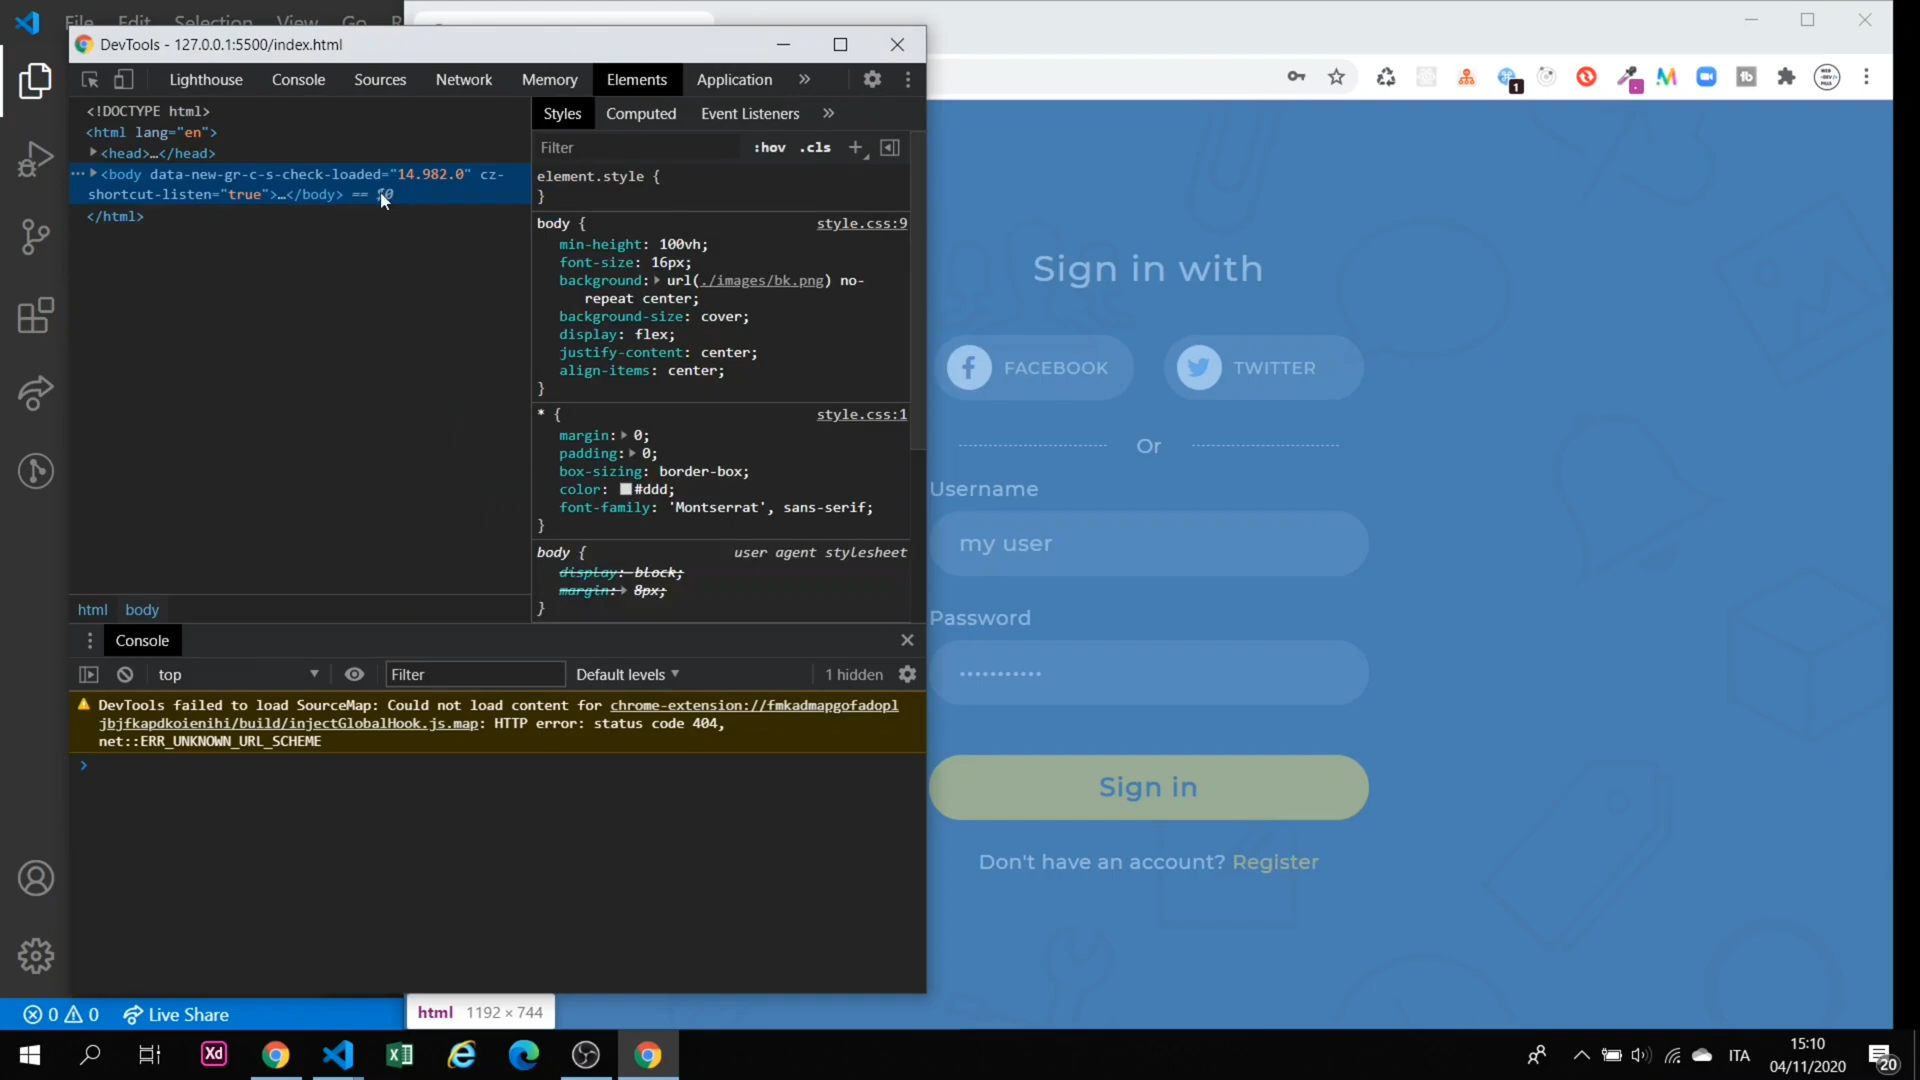 File Edit Selection View Go
DevTools - 127.0.0.1:5500/index.html
Lighthouse Console Sources Network Memory Elements Application »
<!DOCTYPE html>
<html lang="en">
<head>…</head>
<body data-new-gr-c-s-check-loaded="14.982.0" cz-
shortcut-listen="true">…</body> == $0
</html>
html body
Styles Computed Event Listeners »
Filter :hov .cls +
element.style {
}
body { style.css:9
min-height: 100vh;
font-size: 16px;
background: url(./images/bk.png) no-
repeat center;
background-size: cover;
display: flex;
justify-content: center;
align-items: center;
}
* { style.css:1
margin: 0;
padding: 0;
box-sizing: border-box;
color: #ddd;
font-family: 'Montserrat', sans-serif;
}
body { user agent stylesheet
display: block;
margin: 8px;
}
Console
top Filter Default levels 1 hidden
DevTools failed to load SourceMap: Could not load content for chrome-extension://fmkadmapgofadopl
jbjfkapdkoienihi/build/injectGlobalHook.js.map: HTTP error: status code 404,
net::ERR_UNKNOWN_URL_SCHEME
>
1
Sign in with
FACEBOOK TWITTER
Or
Username
my user
Password
Sign in
Don't have an account? Register
0 0 Live Share
html 1192 × 744
Xd
ITA
15:10
04/11/2020
20